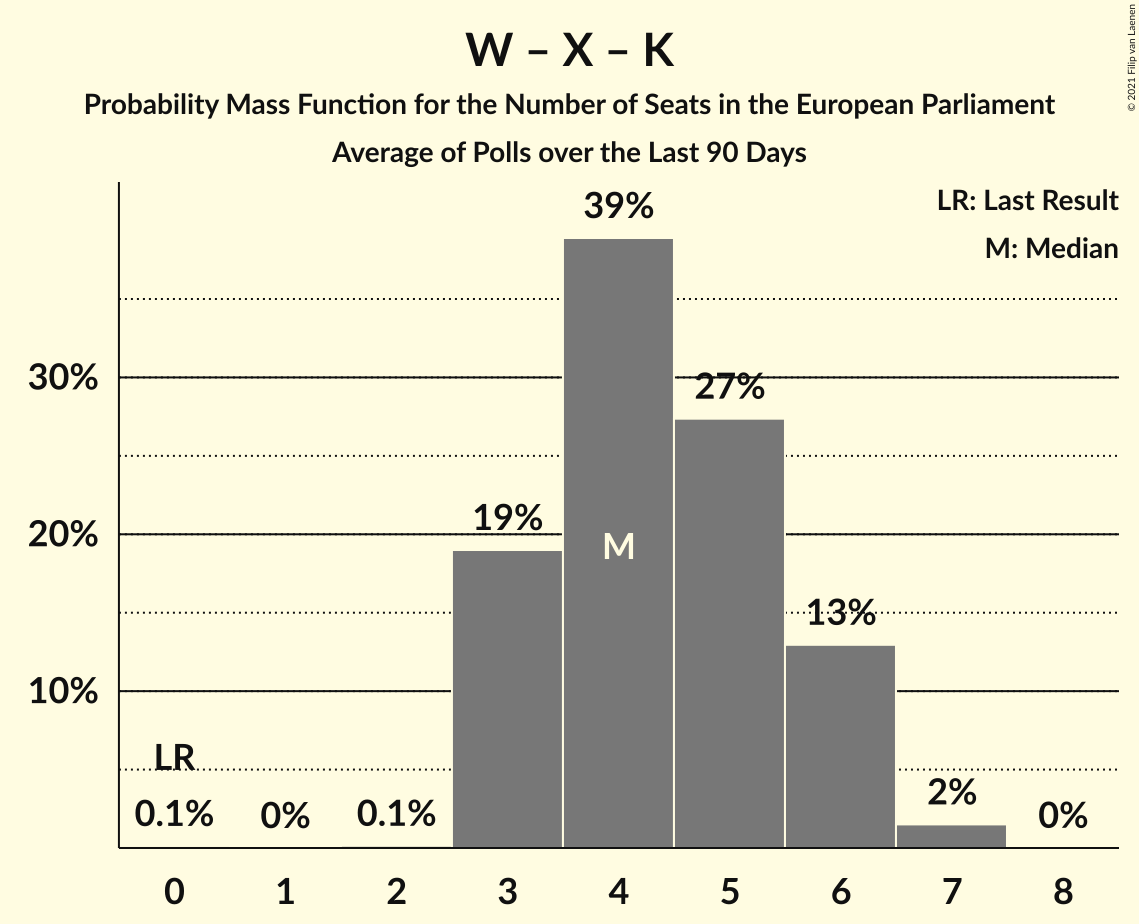 W – X – K
Probability Mass Function for the Number of Seats in the European Parliament
Average of Polls over the Last 90 Days
© 2021 Filip van Laenen
LR: Last Result
M: Median
39%
30%
27%
20%
19%
M
13%
10%
LR
2%
0.1%
0%
0.1%
0%
0
1
2
3
4
5
6
7
8